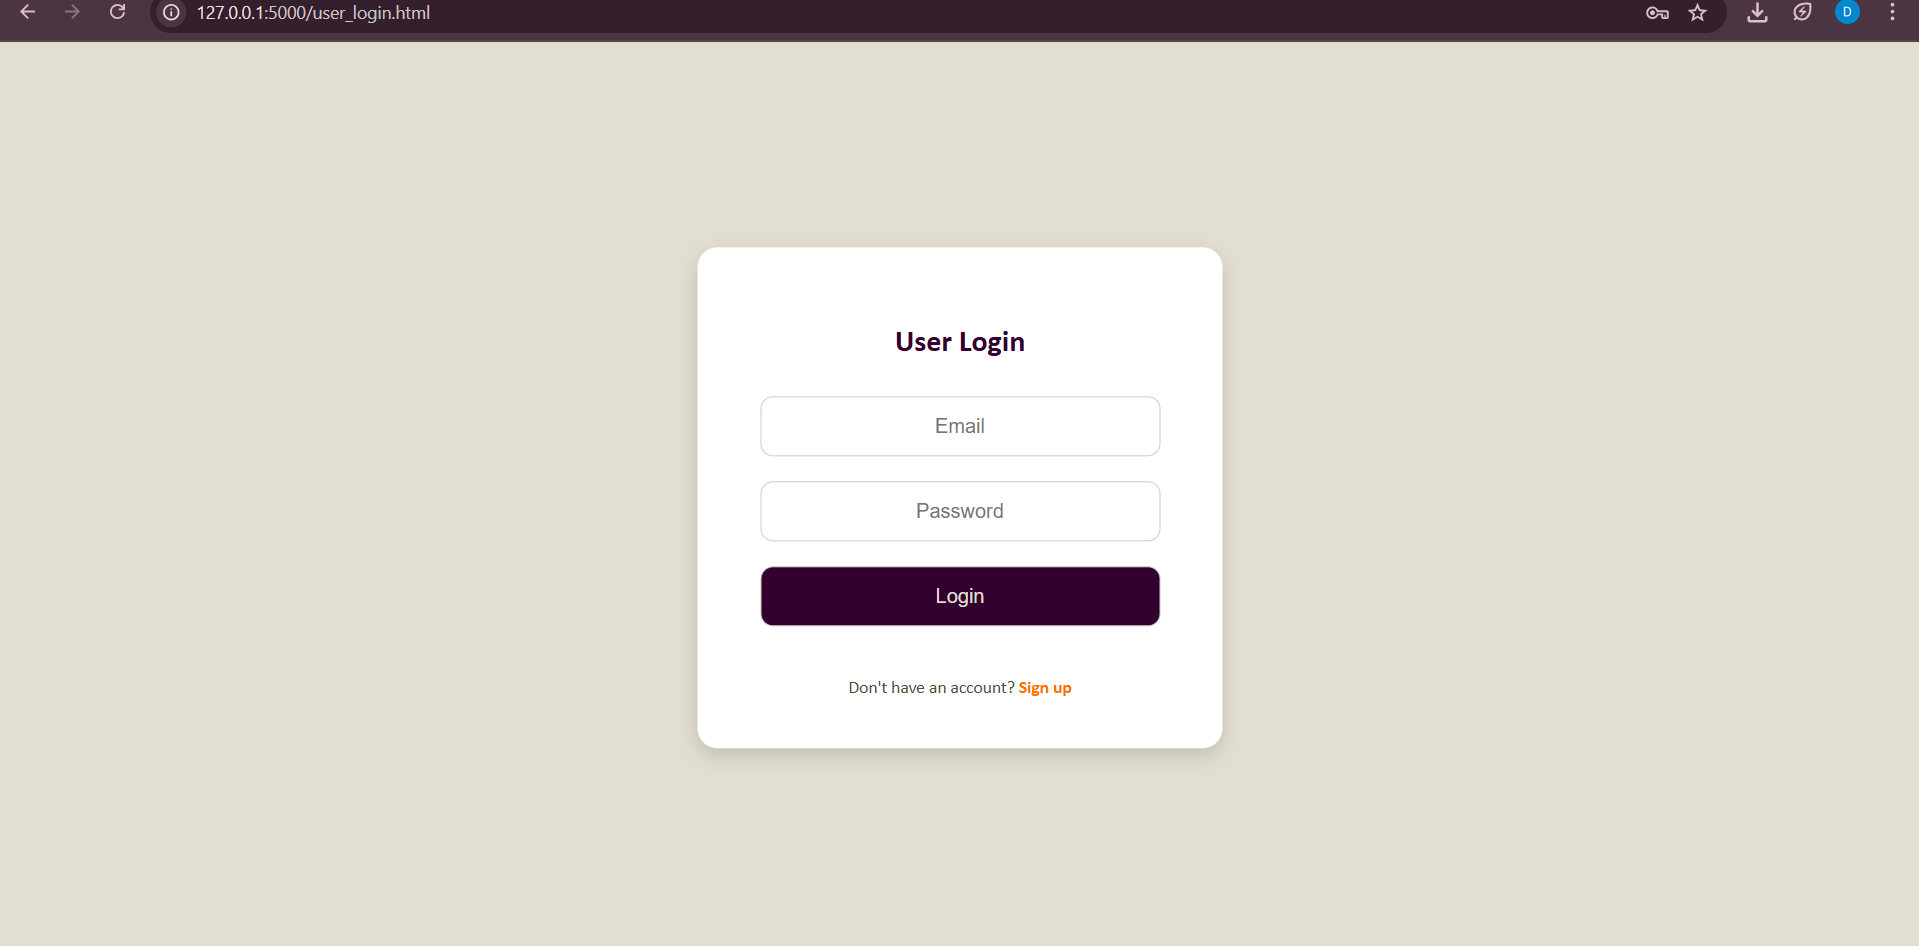 127.0.0.1:5000/user_login.html
D
User Login
Email
Password
Login
Don't have an account? Sign up